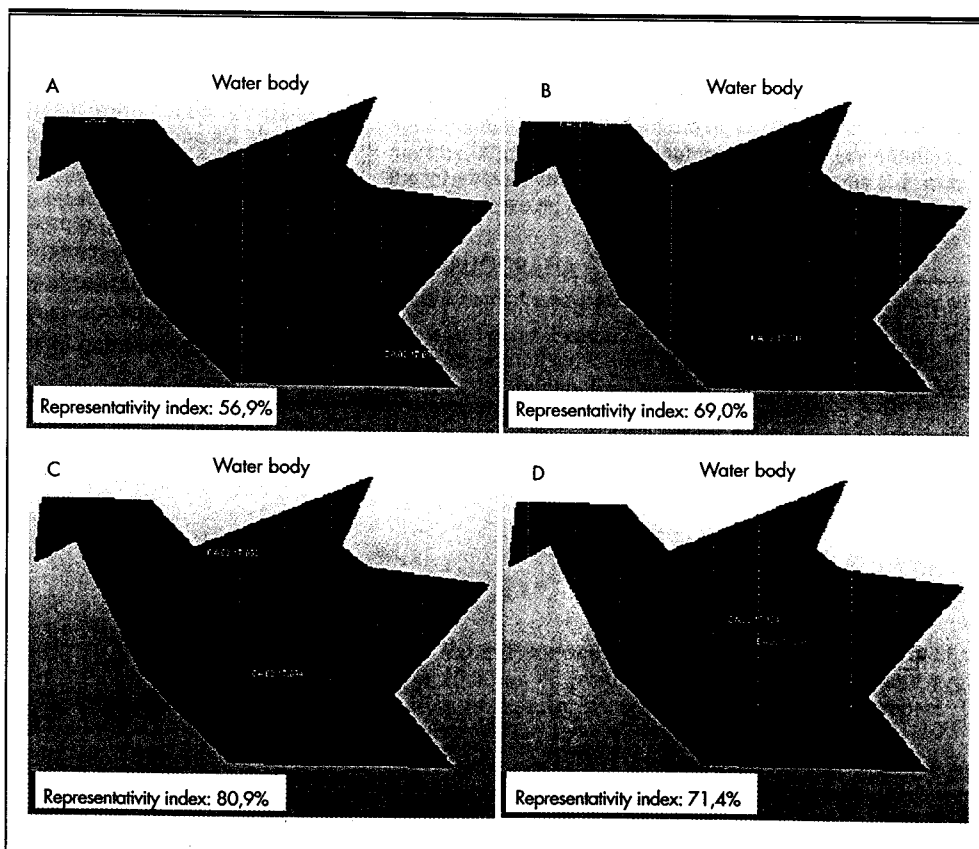 A
Water body
Representativity index: 56,9%
B
Water body
Representativity index: 69,0%
C
Water body
Representativity index: 80,9%
D
Water body
Representativity index: 71,4%